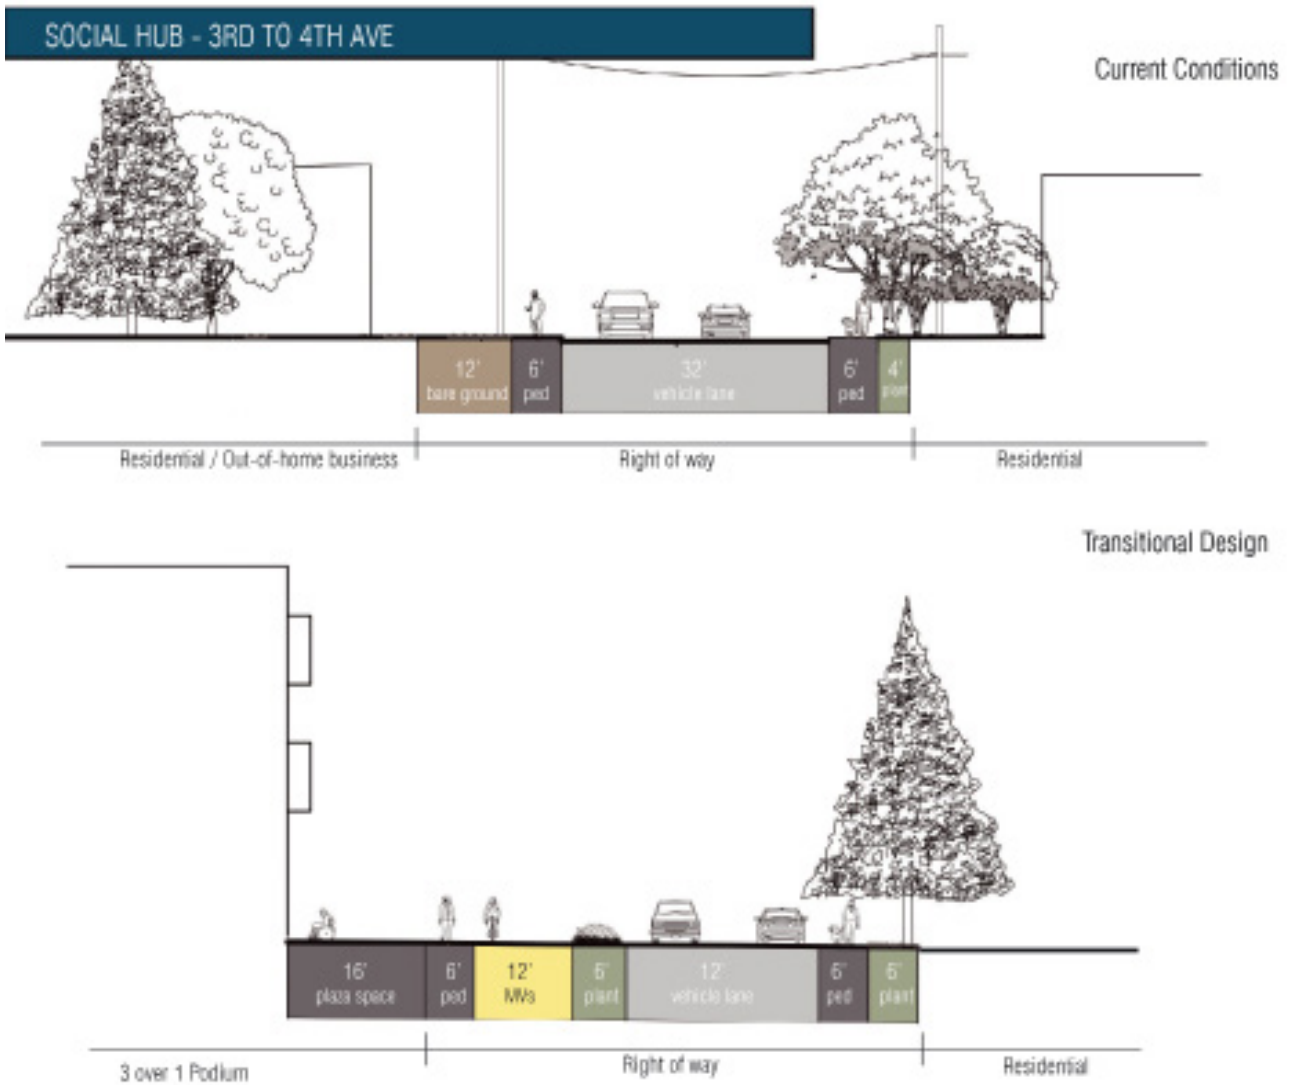 SOCIAL HUB - 3RD TO 4TH AVE
Current Conditions
12' 6' 32' 6' 4'
bare ground ped vehicle lane ped plant
Residential / Out-of-home business Right of way Residential
Transitional Design
16' 6' 12' 6' 12' 6' 6'
plaza space ped MVs plant vehicle lane ped plant
3 over 1 Podium Right of way Residential